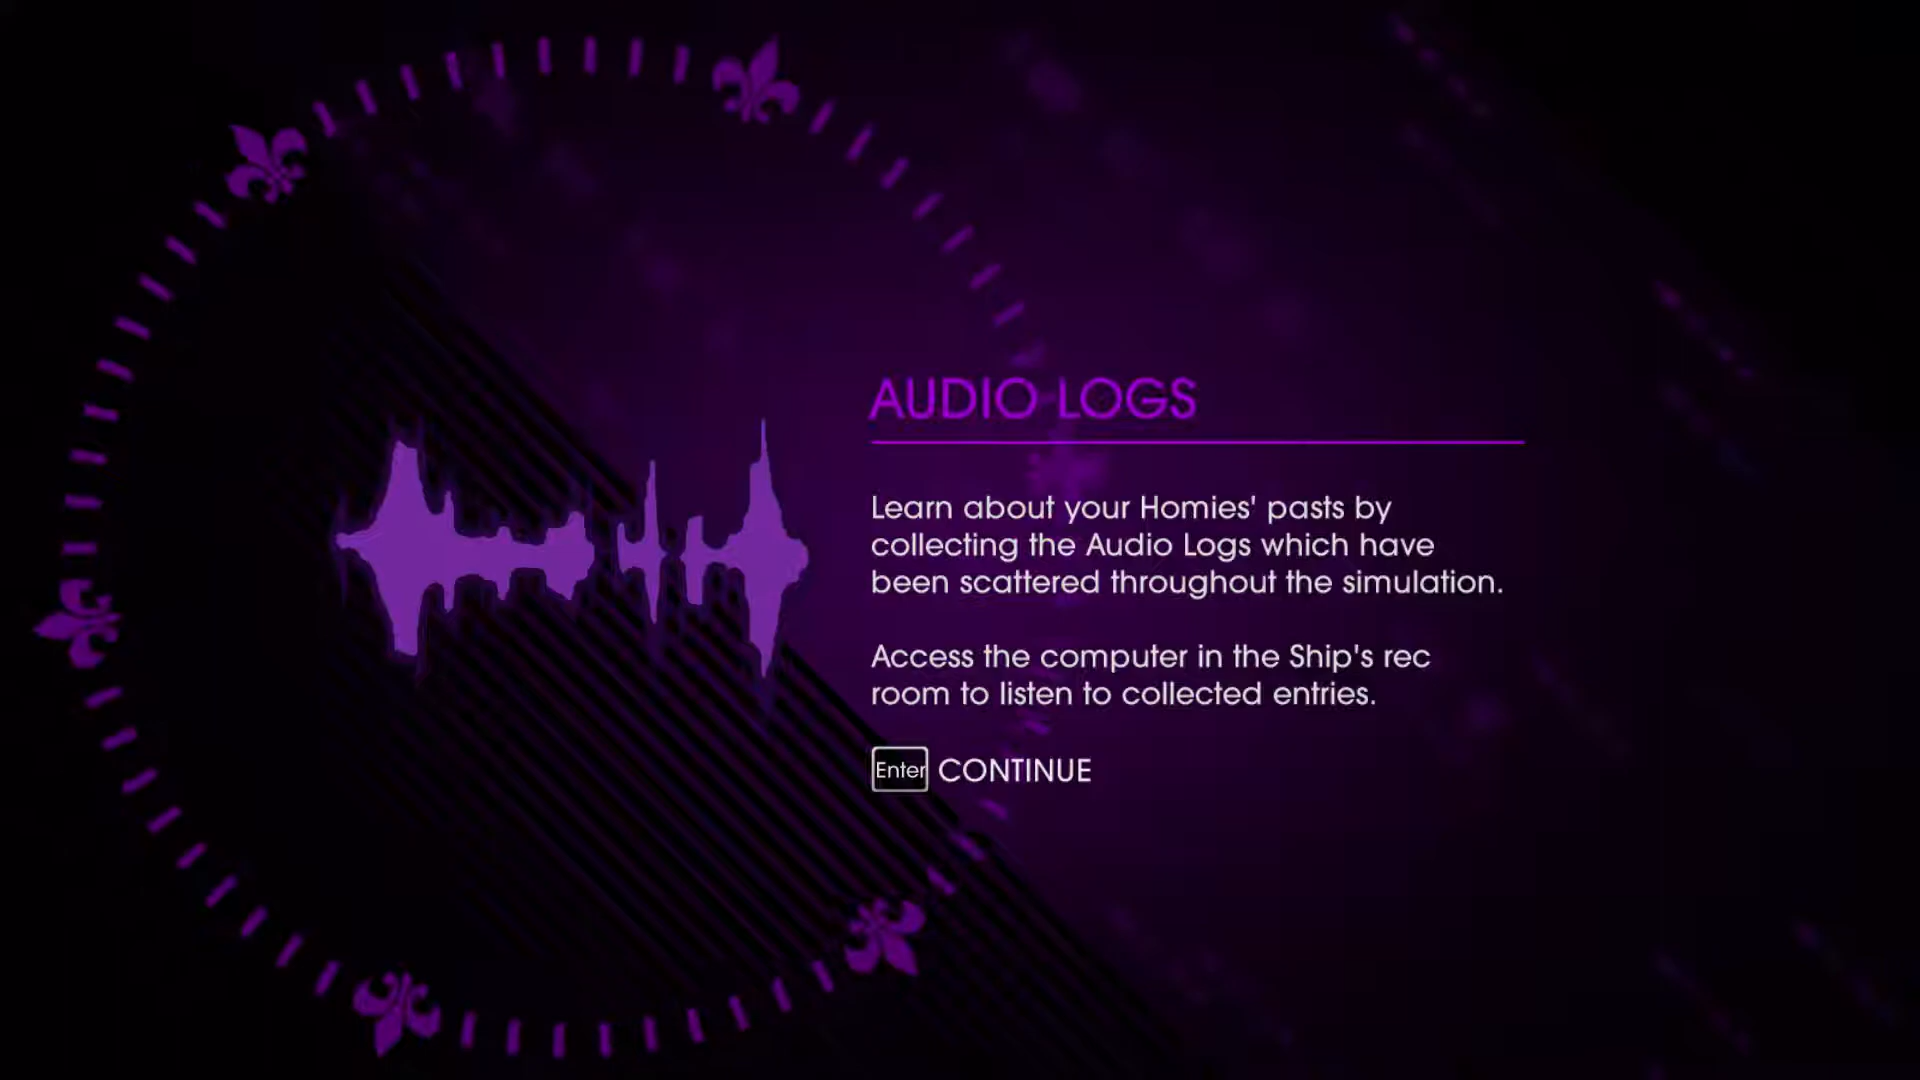 AUDIO LOGS
Learn about your Homies' pasts by
collecting the Audio Logs which have
been scattered throughout the simulation.
Access the computer in the Ship's rec
room to listen to collected entries.
Enter CONTINUE